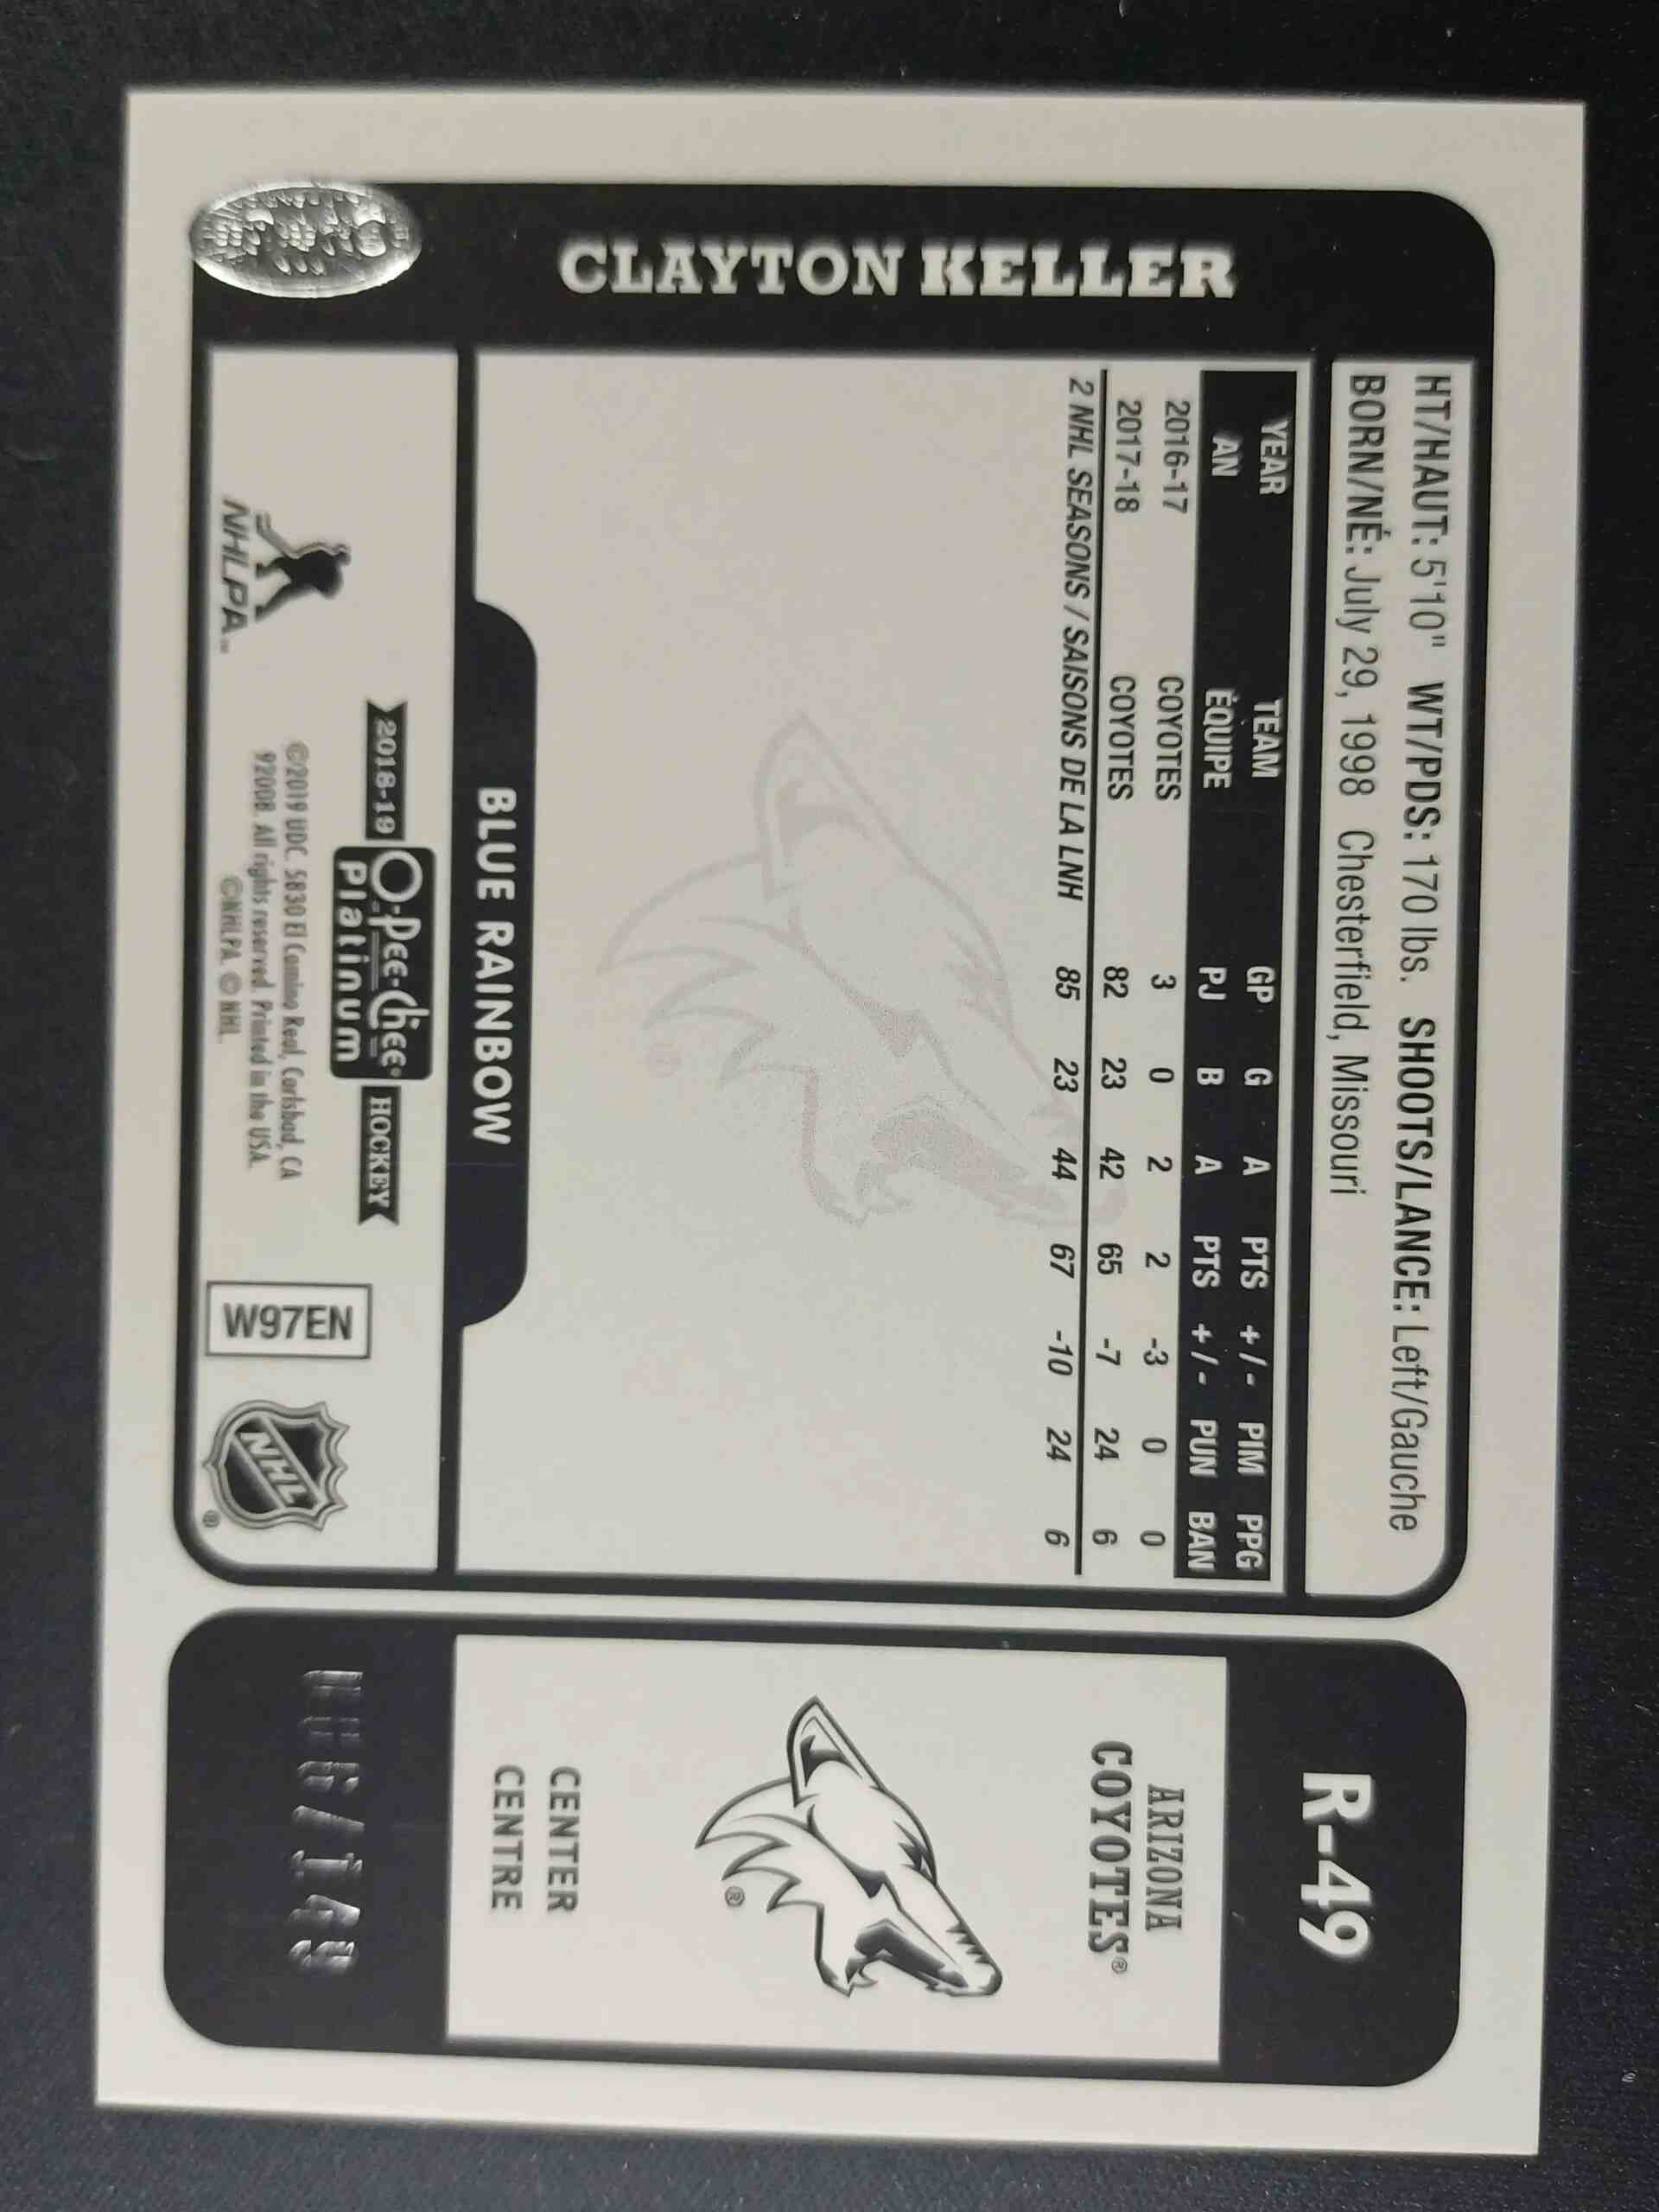 CLAYTON KELLER
HT/HAUT: 5'10" WT/PDS: 170 lbs. SHOOTS/LANCE: Left/Gauche
BORN/NÉ: July 29, 1998 Chesterfield, Missouri
YEAR TEAM GP G A PTS +/- PIM PPG
AN ÉQUIPE PJ B A PTS +/- PUN BAN
2016-17 COYOTES 3 0 2 2 -3 0 0
2017-18 COYOTES 82 23 42 65 -7 24 6
2 NHL SEASONS / SAISONS DE LA LNH 85 23 44 67 -10 24 6
®
BLUE RAINBOW
NHLPA™
2018-19 O-Pee-Chee® Platinum HOCKEY
©2019 UDC. 5830 El Camino Real, Carlsbad, CA
92008. All rights reserved. Printed in the USA.
©NHLPA. © NHL.
W97EN
NHL ®
R-49
ARIZONA
COYOTES®
®
CENTER
CENTRE
/149